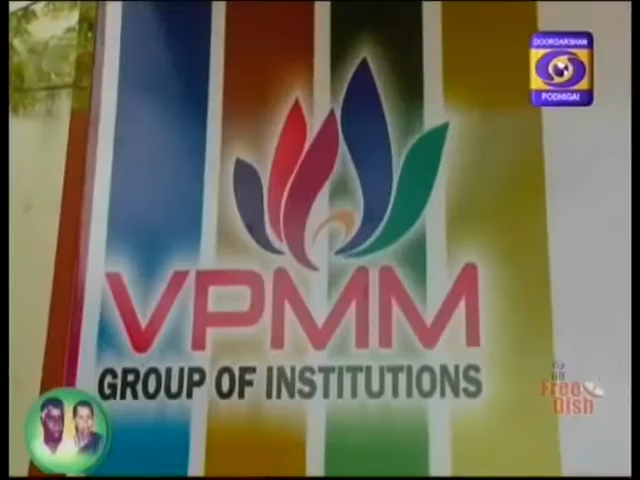 DOORDARSHAN
PODHIGAI
VPMM
GROUP OF INSTITUTIONS
Free
Dish